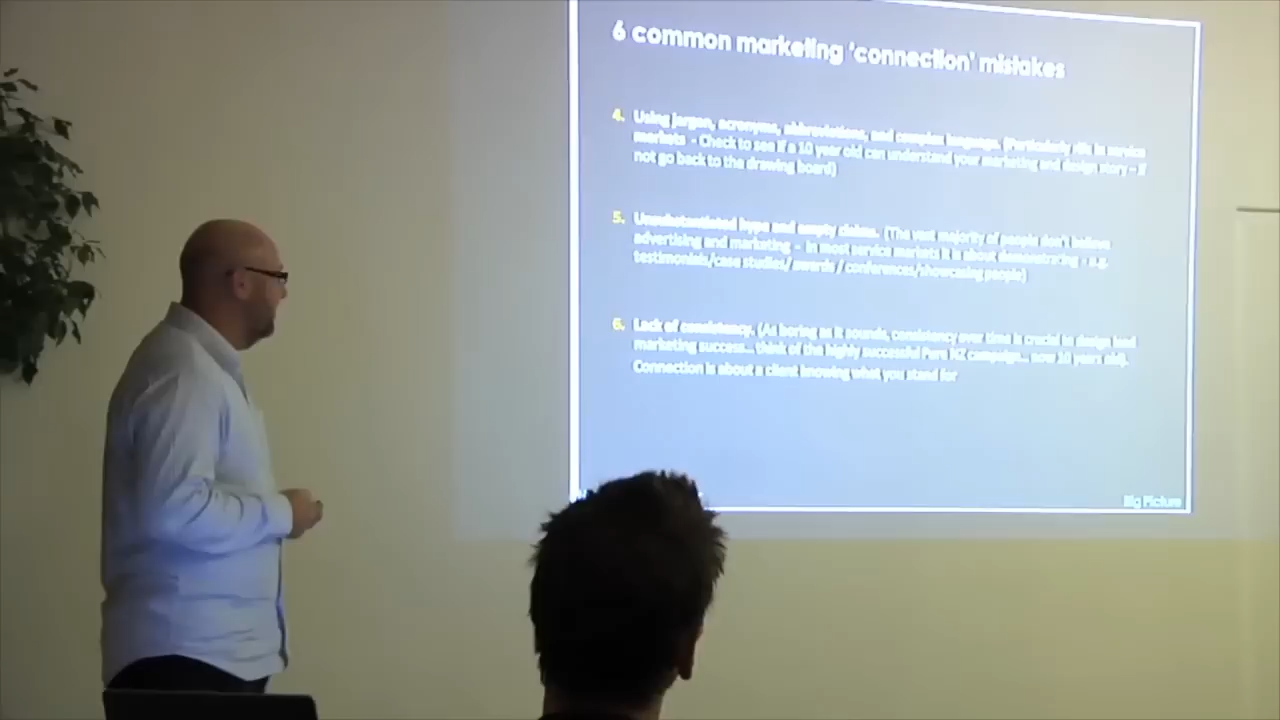 6 common marketing 'connection' mistakes
4. Using jargon, acronyms, abbreviations, and complex language. (Particularly rife in service
markets - Check to see if a 10 year old can understand your marketing and design story - if
not go back to the drawing board)
5. Unsubstantiated hype and empty claims. (The vast majority of people don't believe
advertising and marketing - In most service markets it is about demonstrating - e.g.
testimonials/case studies/ awards / conferences/showcasing people)
6. Lack of consistency. (As boring as it sounds, consistency over time is crucial to design and
marketing success... think of the highly successful Pure NZ campaign... now 10 years old).
Connection is about a client knowing what you stand for
Big Picture